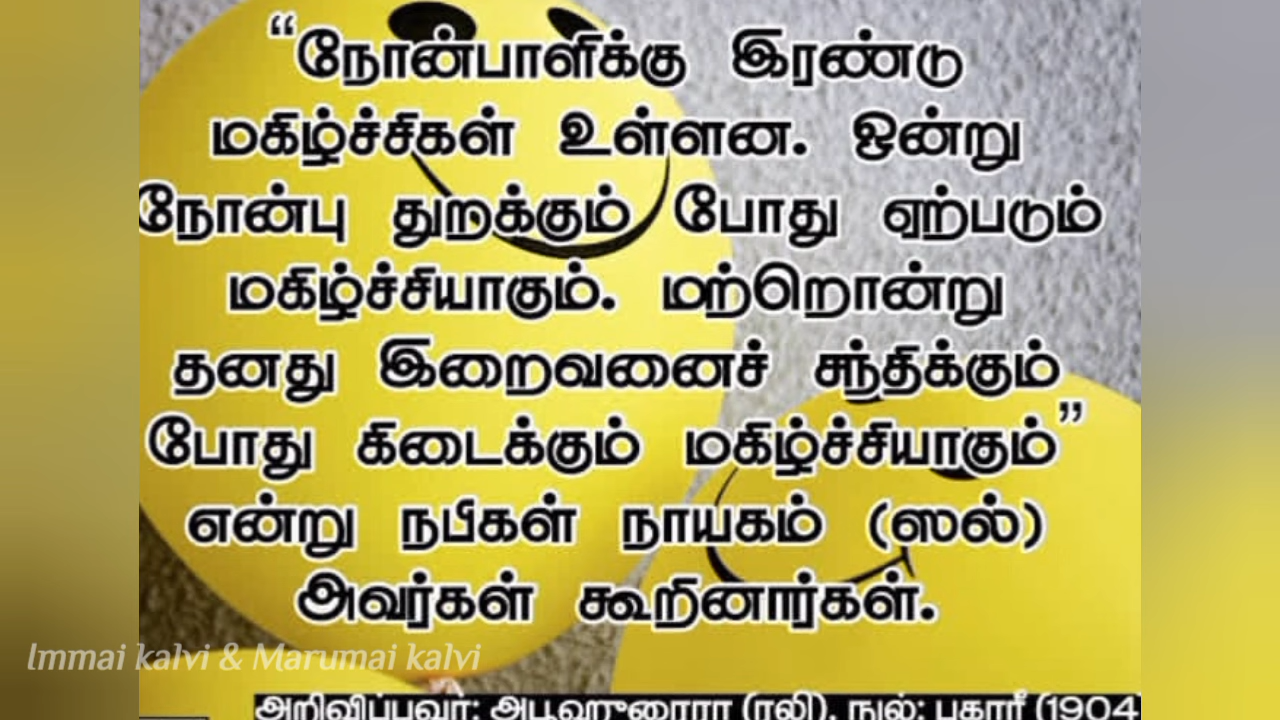 “நோன்பாளிக்கு இரண்டு
மகிழ்ச்சிகள் உள்ளன. ஒன்று
நோன்பு துறக்கும் போது ஏற்படும்
மகிழ்ச்சியாகும். மற்றொன்று
தனது இறைவனைச் சந்திக்கும்
போது கிடைக்கும் மகிழ்ச்சியாகும்”
என்று நபிகள் நாயகம் (ஸல்)
அவர்கள் கூறினார்கள்.
Immai kalvi & Marumai kalvi
அறிவிப்பவர்: அபூஹுரைரா (ரலி), நூல்: புகாரீ (1904